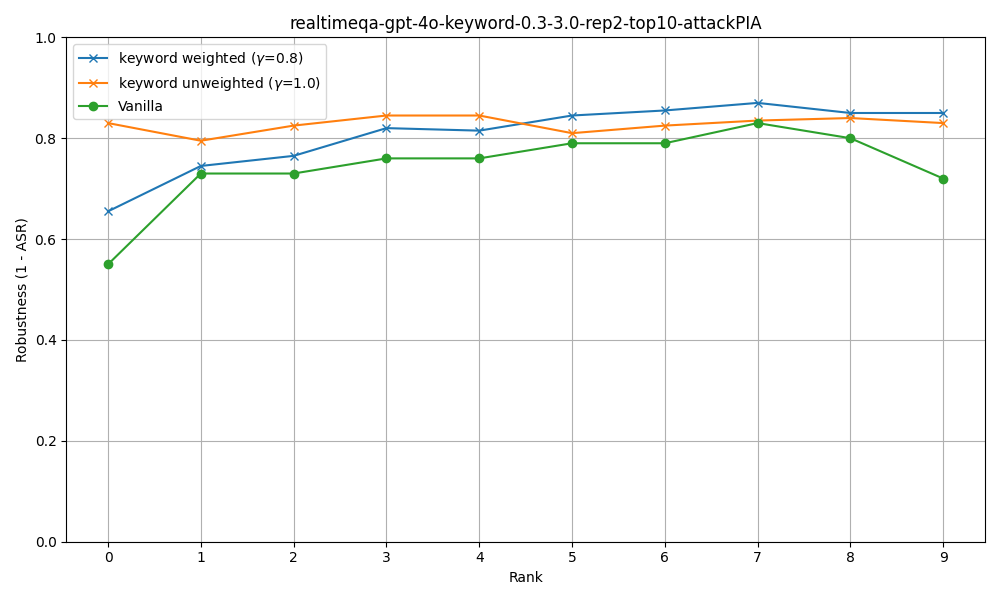 realtimeqa-gpt-4o-keyword-0.3-3.0-rep2-top10-attackPIA
keyword weighted (γ=0.8)
keyword unweighted (γ=1.0)
Vanilla
1.0
0.8
0.6
0.4
0.2
0.0
Robustness (1 - ASR)
0 1 2 3 4 5 6 7 8 9
Rank